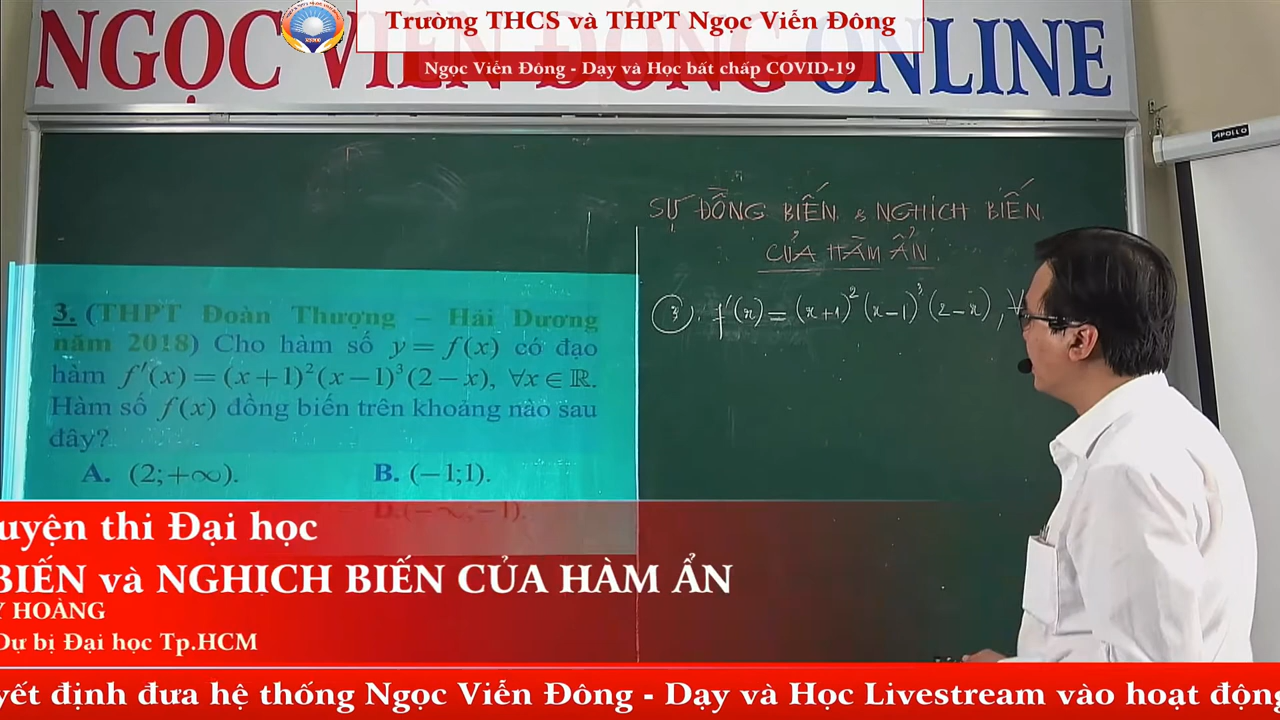 Trường THCS và THPT Ngọc Viễn Đông
NGỌC VIỄN ĐÔNG ONLINE
Ngọc Viễn Đông - Dạy và Học bất chấp COVID-19
APOLLO
SỰ ĐỒNG BIẾN & NGHỊCH BIẾN
CỦA HÀM ẨN
3. (THPT Đoàn Thượng – Hải Dương
năm 2018) Cho hàm số y = f(x) có đạo
hàm f'(x) = (x+1)²(x−1)³(2−x), ∀x∈ℝ.
Hàm số f(x) đồng biến trên khoảng nào sau
đây?
A. (2;+∞). B. (−1;1).
D. (−∞;−1).
③: f'(x) = (x+1)²(x−1)³(2−x), ∀
uyện thi Đại học
BIẾN và NGHỊCH BIẾN CỦA HÀM ẨN
Y HOÀNG
Dự bị Đại học Tp.HCM
yết định đưa hệ thống Ngọc Viễn Đông - Dạy và Học Livestream vào hoạt động